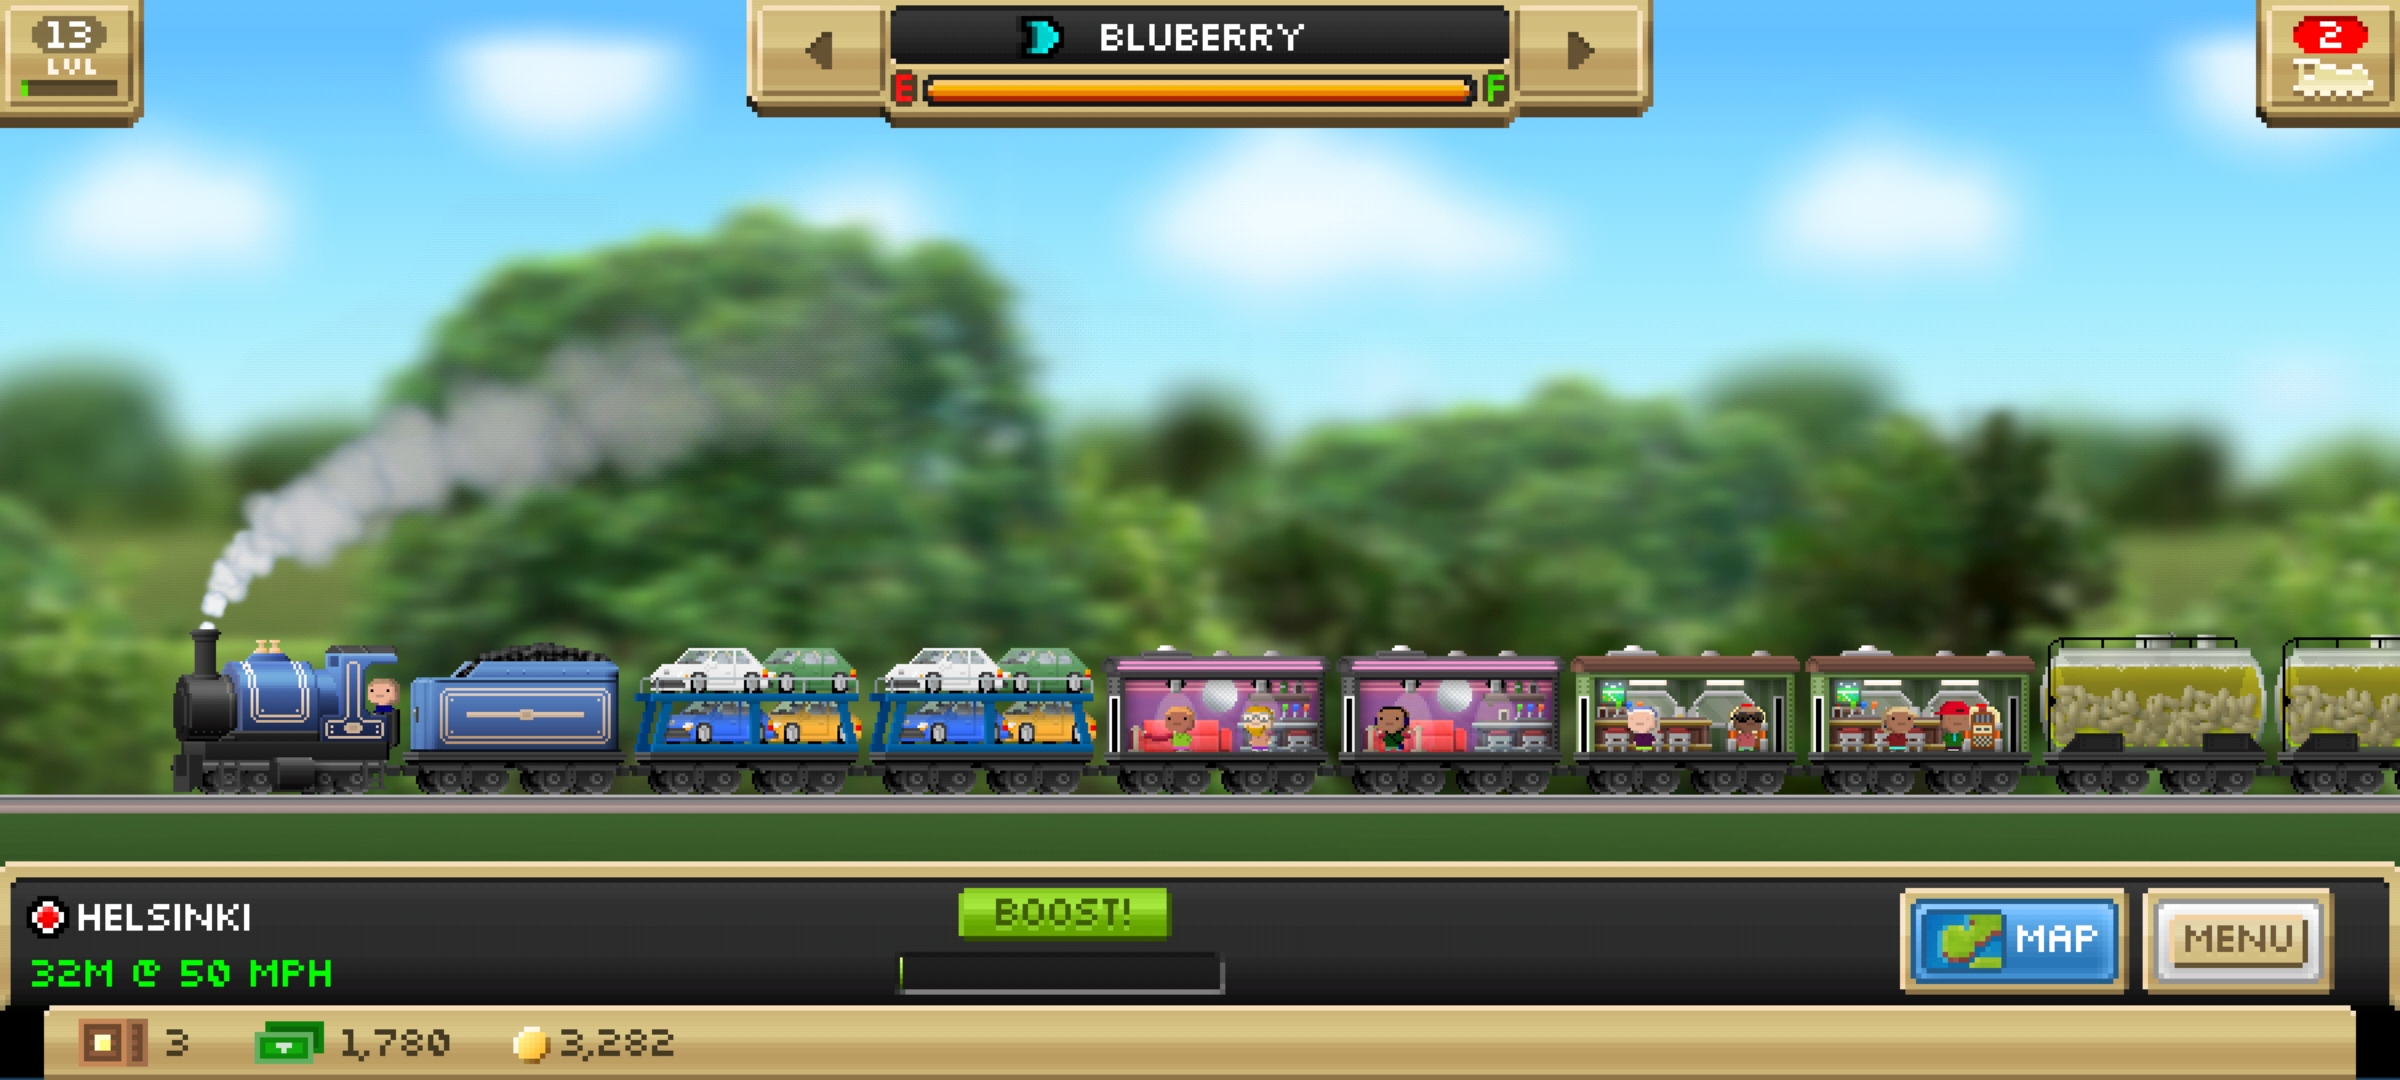 13
LVL
BLUBERRY
E F
2
HELSINKI
32M @ 50 MPH
BOOST!
MAP
MENU
3
1,780
3,282